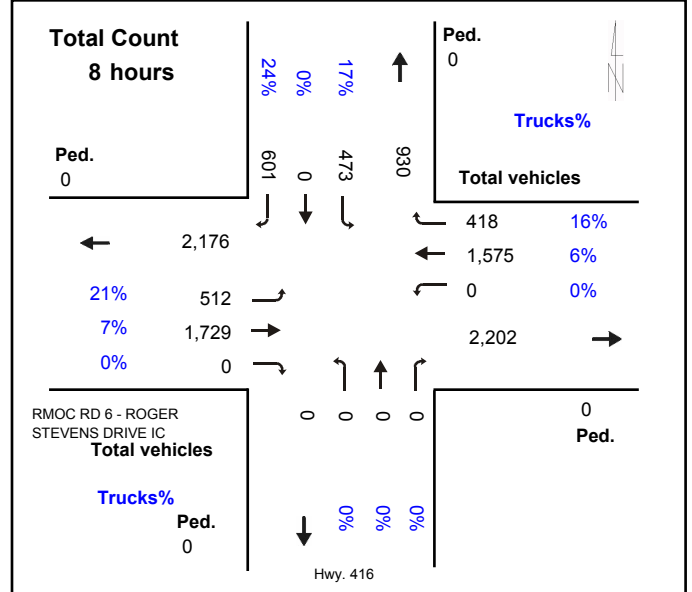 Total Count
8 hours
24% 0% 17%
601 0 473 930
Ped.
0
N
Trucks%
Total vehicles
Ped.
0
2,176
418 16%
1,575 6%
0 0%
21% 512
7% 1,729
0% 0
2,202
RMOC RD 6 - ROGER
STEVENS DRIVE IC
Total vehicles
Trucks%
Ped.
0
0 0 0 0
0% 0% 0%
0
Ped.
Hwy. 416